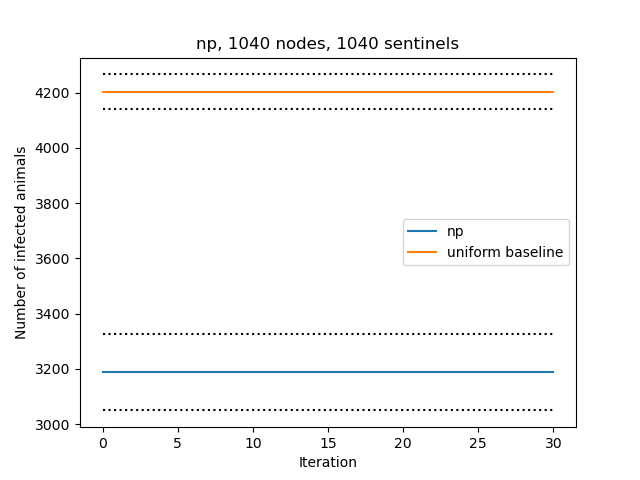 np, 1040 nodes, 1040 sentinels
Number of infected animals
4200
4000
3800
3600
3400
3200
3000
np
uniform baseline
0 5 10 15 20 25 30
Iteration